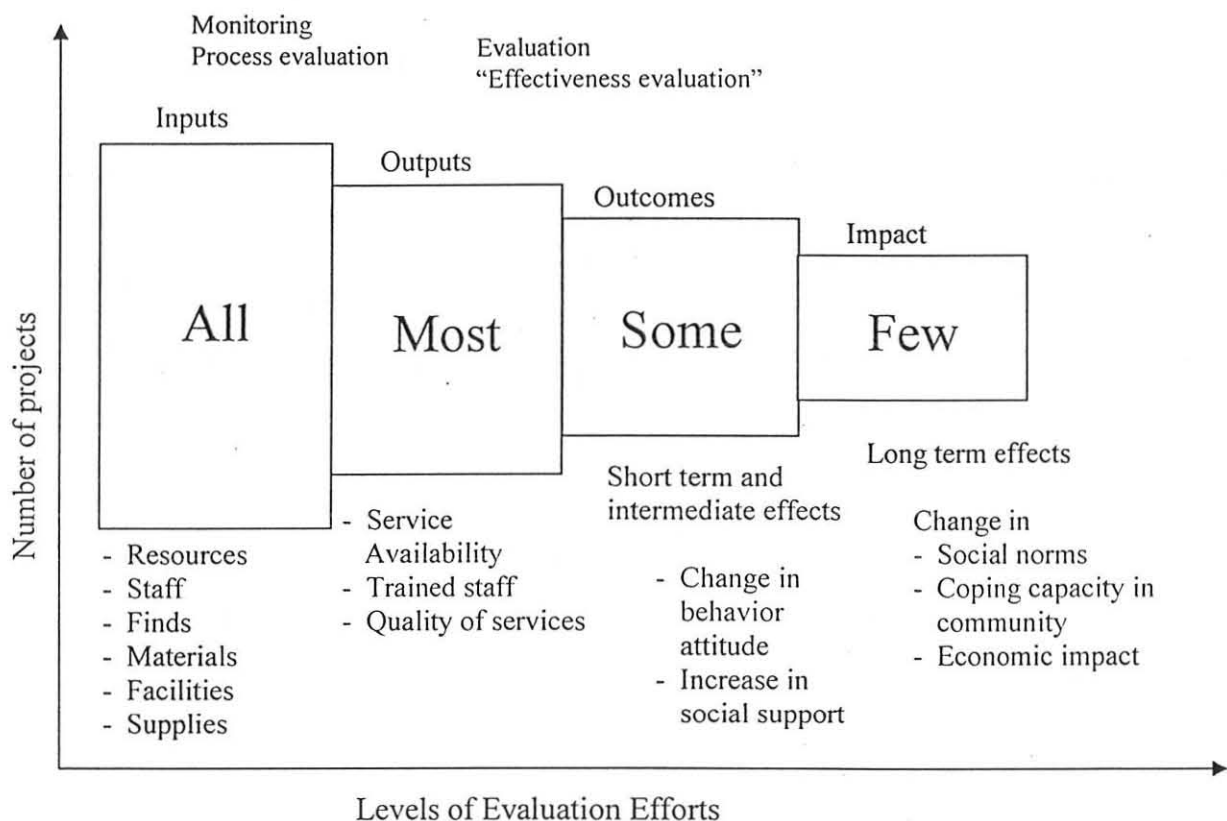 Monitoring
Process evaluation
Evaluation
“Effectiveness evaluation”
Inputs
Outputs
Outcomes
Impact
All
Most
Some
Few
Number of projects
- Resources
- Staff
- Finds
- Materials
- Facilities
- Supplies
- Service
Availability
- Trained staff
- Quality of services
Short term and
intermediate effects
- Change in
behavior
attitude
- Increase in
social support
Long term effects
Change in
- Social norms
- Coping capacity in
community
- Economic impact
Levels of Evaluation Efforts